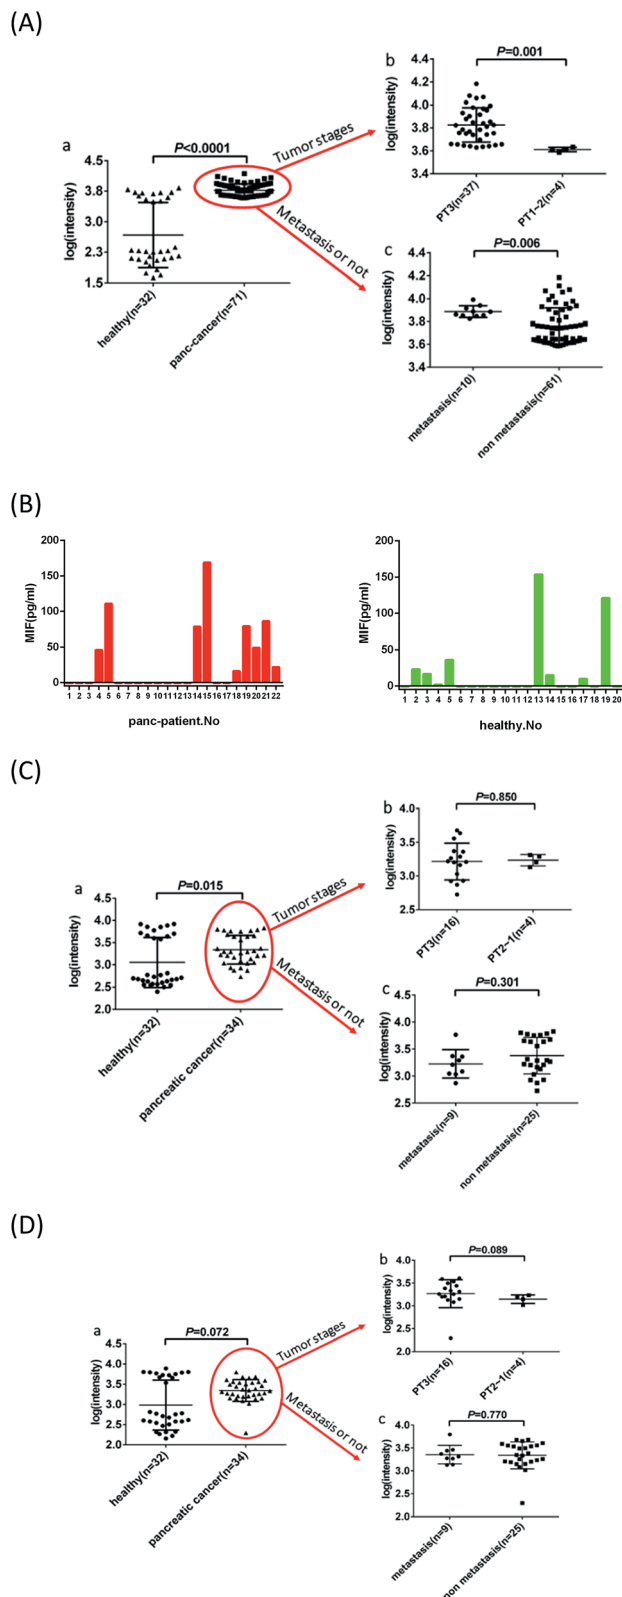 (A)
a
P<0.0001
log(intensity)
4.5
3.8
3.0
2.3
1.5
healthy(n=32)
panc-cancer(n=71)
Tumor stages
Metastasis or not
b
P=0.001
log(intensity)
4.4
4.2
4.0
3.8
3.6
3.4
PT3(n=37)
PT1~2(n=4)
c
P=0.006
log(intensity)
4.4
4.2
4.0
3.8
3.6
3.4
metastasis(n=10)
non metastasis(n=61)
(B)
MIF(pg/ml)
200
150
100
50
0
1 2 3 4 5 6 7 8 9 10 11 12 13 14 15 16 17 18 19 20 21 22
panc-patient.No
MIF(pg/ml)
200
150
100
50
0
1 2 3 4 5 6 7 8 9 10 11 12 13 14 15 16 17 18 19 20
healthy.No
(C)
a
P=0.015
log(intensity)
4.5
4.0
3.5
3.0
2.5
2.0
healthy(n=32)
pancreatic cancer(n=34)
Tumor stages
Metastasis or not
b
P=0.850
log(intensity)
4.0
3.5
3.0
2.5
PT3(n=16)
PT2~1(n=4)
c
P=0.301
log(intensity)
4.5
4.0
3.5
3.0
2.5
metastasis(n=9)
non metastasis(n=25)
(D)
a
P=0.072
log(intensity)
4.5
4.0
3.5
3.0
2.5
2.0
healthy(n=32)
pancreatic cancer(n=34)
Tumor stages
Metastasis or not
b
P=0.089
log(intensity)
4.0
3.5
3.0
2.5
2.0
PT3(n=16)
PT2~1(n=4)
c
P=0.770
log(intensity)
4.0
3.5
3.0
2.5
2.0
metastasis(n=9)
non metastasis(n=25)